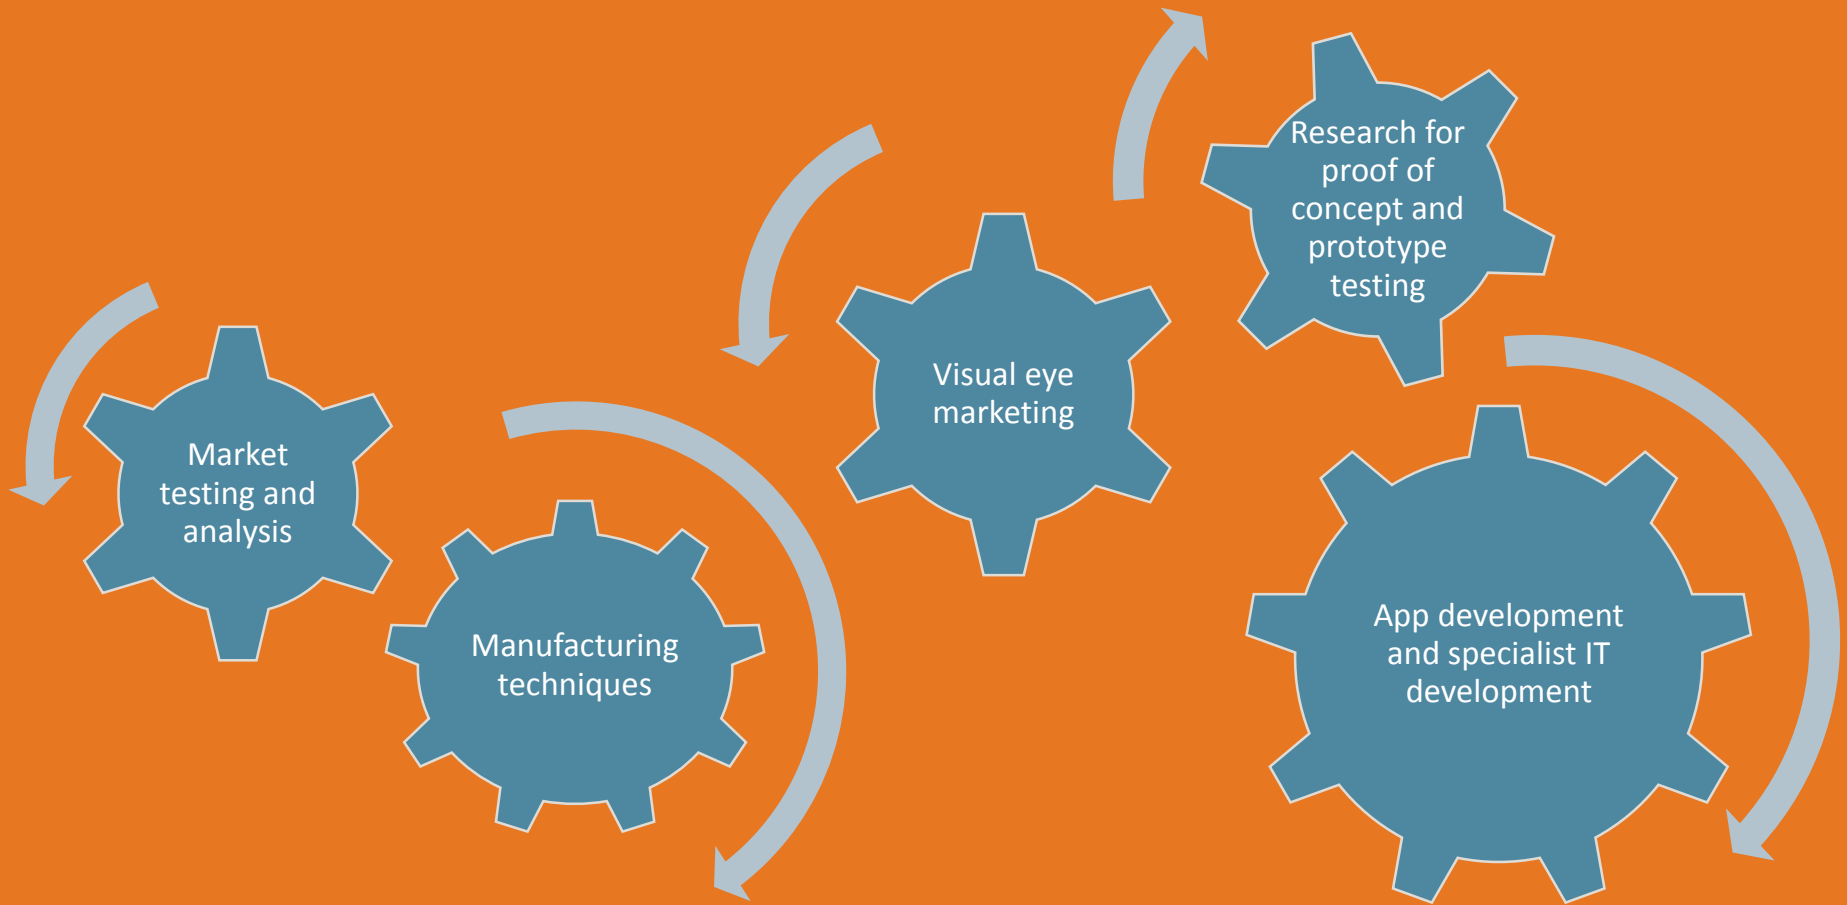 Market
testing and
analysis
Manufacturing
techniques
Visual eye
marketing
Research for
proof of
concept and
prototype
testing
App development
and specialist IT
development